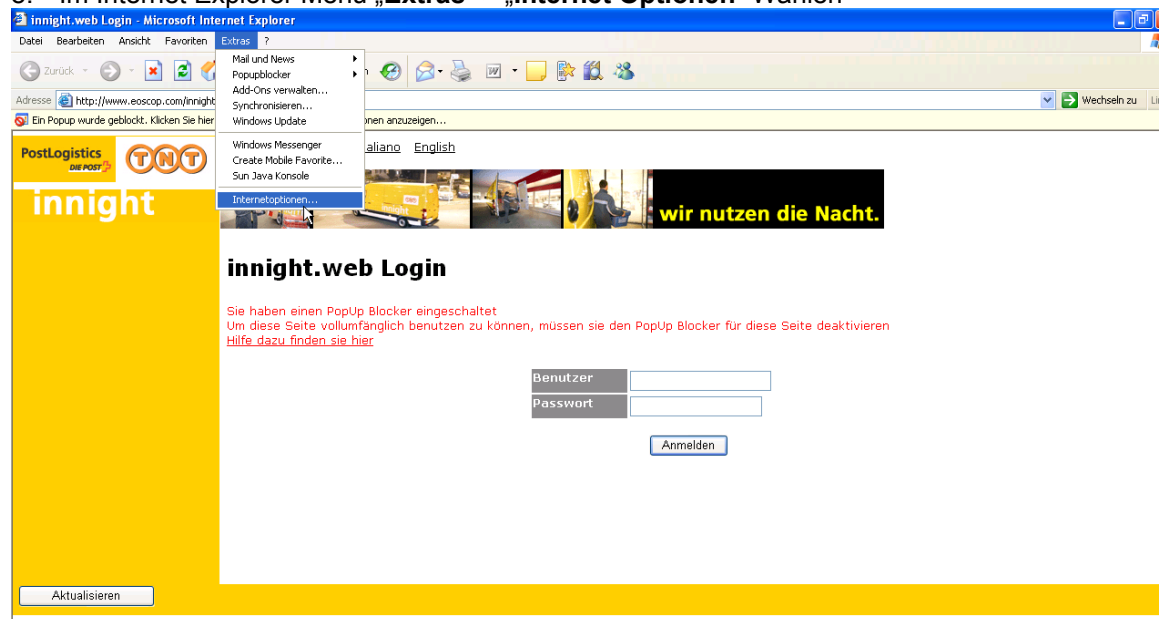 Im Internet Explorer Menü „Extras" „Internet Optionen" Wählen
innight.web Login - Microsoft Internet Explorer
Datei Bearbeiten Ansicht Favoriten Extras ?
Zurück
Mail und News
Popupblocker
Add-Ons verwalten...
Synchronisieren...
Windows Update
Windows Messenger
Create Mobile Favorite...
Sun Java Konsole
Internetoptionen...
Adresse http://www.eoscop.com/innight
Wechseln zu
Ein Popup wurde geblockt. Klicken Sie hier
anzuzeigen...
PostLogistics
DIE POST
TNT
English
innight
wir nutzen die Nacht.
innight.web Login
Sie haben einen PopUp Blocker eingeschaltet
Um diese Seite vollumfänglich benutzen zu können, müssen sie den PopUp Blocker für diese Seite deaktivieren
Hilfe dazu finden sie hier
Benutzer
Passwort
Anmelden
Aktualisieren